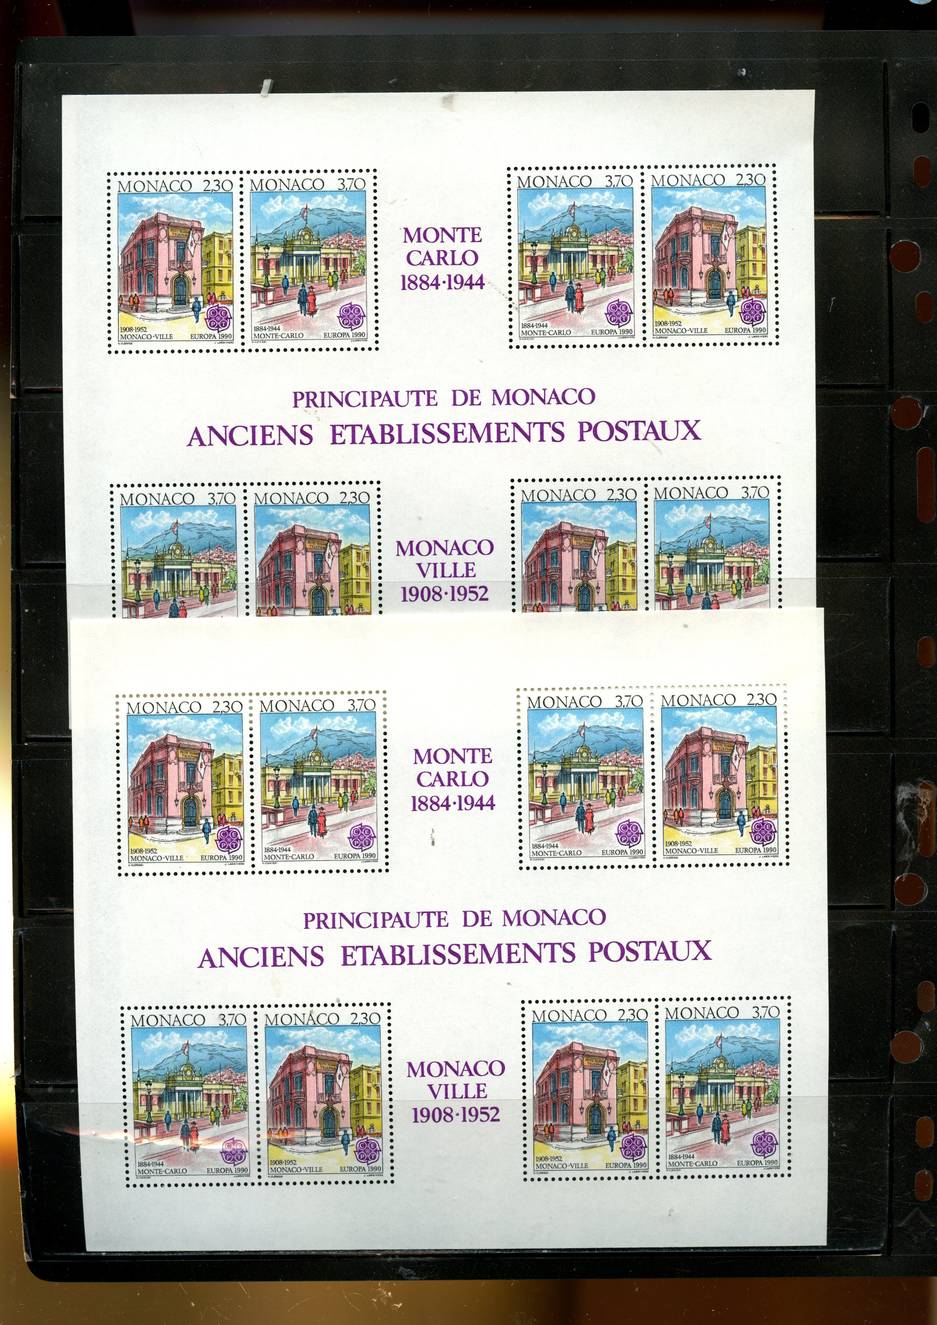 MONACO 2,30
MONACO 3,70
1908-1952
MONACO-VILLE EUROPA 1990
1884-1944
MONTE-CARLO EUROPA 1990
MONTE
CARLO
1884·1944
MONACO 3,70
MONACO 2,30
1884-1944
MONTE-CARLO EUROPA 1990
1908-1952
MONACO-VILLE EUROPA 1990
PRINCIPAUTE DE MONACO
ANCIENS ETABLISSEMENTS POSTAUX
MONACO 3,70
MONACO 2,30
MONACO
VILLE
1908·1952
MONACO 2,30
MONACO 3,70
MONACO 2,30
MONACO 3,70
1908-1952
MONACO-VILLE EUROPA 1990
1884-1944
MONTE-CARLO EUROPA 1990
MONTE
CARLO
1884·1944
MONACO 3,70
MONACO 2,30
1884-1944
MONTE-CARLO EUROPA 1990
1908-1952
MONACO-VILLE EUROPA 1990
PRINCIPAUTE DE MONACO
ANCIENS ETABLISSEMENTS POSTAUX
MONACO 3,70
MONACO 2,30
1884-1944
MONTE-CARLO EUROPA 1990
1908-1952
MONACO-VILLE EUROPA 1990
MONACO
VILLE
1908·1952
MONACO 2,30
MONACO 3,70
1908-1952
MONACO-VILLE EUROPA 1990
1884-1944
MONTE-CARLO EUROPA 1990